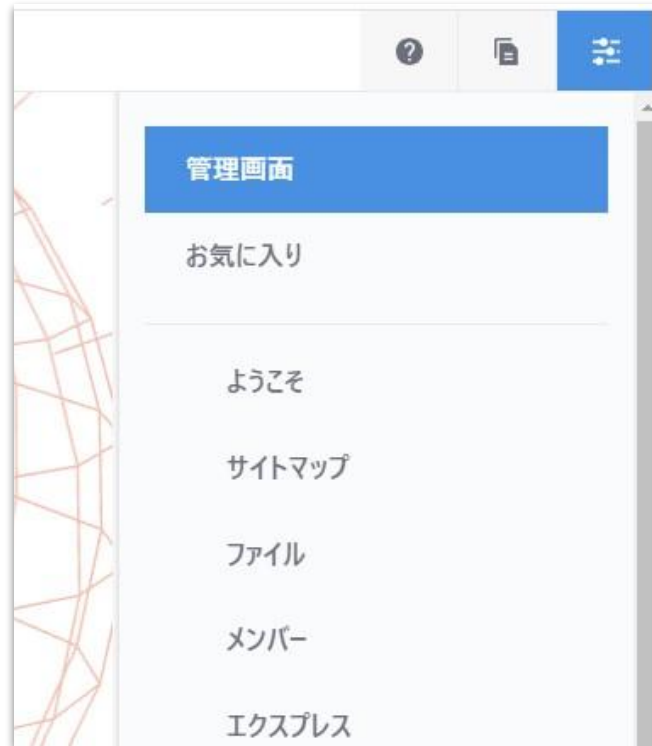 管理画面
お気に入り
ようこそ
サイトマップ
ファイル
メンバー
エクスプレス